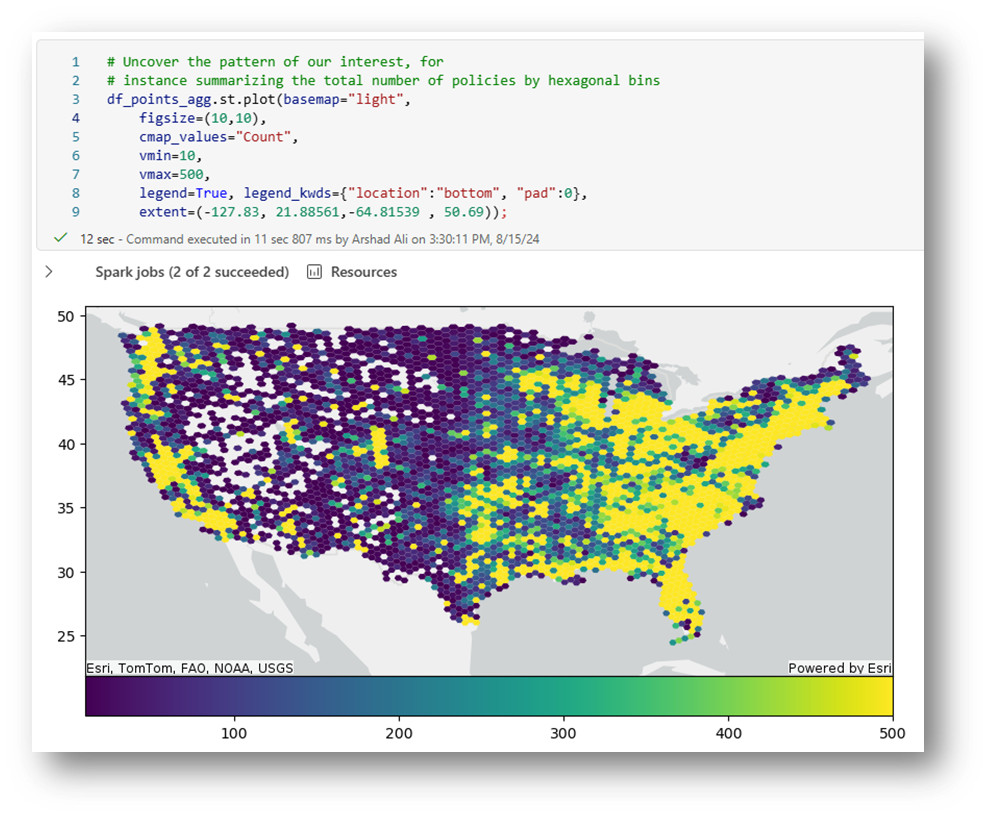 1 # Uncover the pattern of our interest, for
2 # instance summarizing the total number of policies by hexagonal bins
3 df_points_agg.st.plot(basemap="light",
4 figsize=(10,10),
5 cmap_values="Count",
6 vmin=10,
7 vmax=500,
8 legend=True, legend_kwds={"location":"bottom", "pad":0},
9 extent=(-127.83, 21.88561,-64.81539 , 50.69));
12 sec - Command executed in 11 sec 807 ms by Arshad Ali on 3:30:11 PM, 8/15/24
Spark jobs (2 of 2 succeeded) Resources
50
45
40
35
30
25
Esri, TomTom, FAO, NOAA, USGS Powered by Esri
100 200 300 400 500